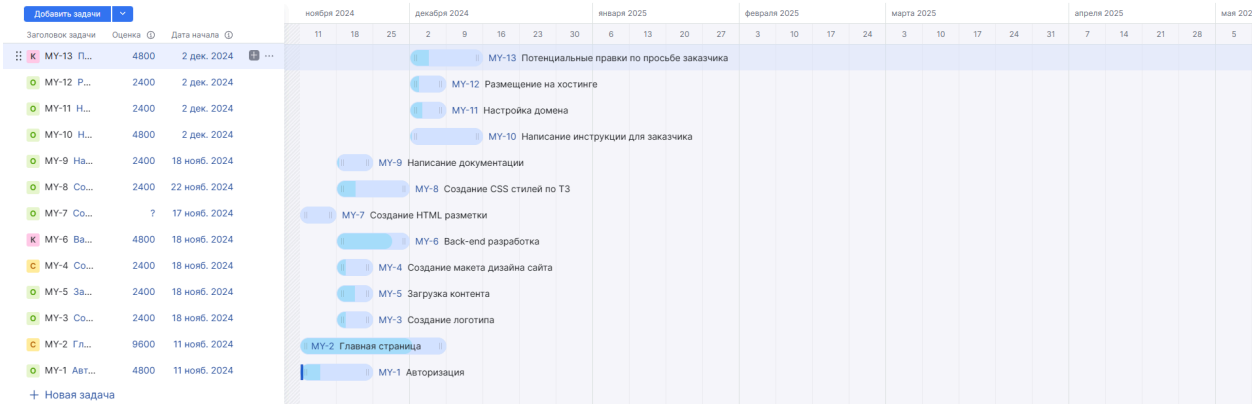 Добавить задачи
ноября 2024 декабря 2024 января 2025 февраля 2025 марта 2025 апреля 2025 мая 202
Заголовок задачи Оценка Дата начала 11 18 25 2 9 16 23 30 6 13 20 27 3 10 17 24 3 10 17 24 31 7 14 21 28 5
К MY-13 П... 4800 2 дек. 2024 MY-13 Потенциальные правки по просьбе заказчика
О MY-12 Р... 2400 2 дек. 2024 MY-12 Размещение на хостинге
О MY-11 Н... 2400 2 дек. 2024 MY-11 Настройка домена
О MY-10 Н... 4800 2 дек. 2024 MY-10 Написание инструкции для заказчика
О MY-9 На... 2400 18 нояб. 2024 MY-9 Написание документации
О MY-8 Со... 2400 22 нояб. 2024 MY-8 Создание CSS стилей по ТЗ
О MY-7 Со... ? 17 нояб. 2024 MY-7 Создание HTML разметки
К MY-6 Ba... 4800 18 нояб. 2024 MY-6 Back-end разработка
С MY-4 Со... 2400 18 нояб. 2024 MY-4 Создание макета дизайна сайта
О MY-5 За... 2400 18 нояб. 2024 MY-5 Загрузка контента
О MY-3 Со... 2400 18 нояб. 2024 MY-3 Создание логотипа
С MY-2 Гл... 9600 11 нояб. 2024 MY-2 Главная страница
О MY-1 Авт... 4800 11 нояб. 2024 MY-1 Авторизация
+ Новая задача